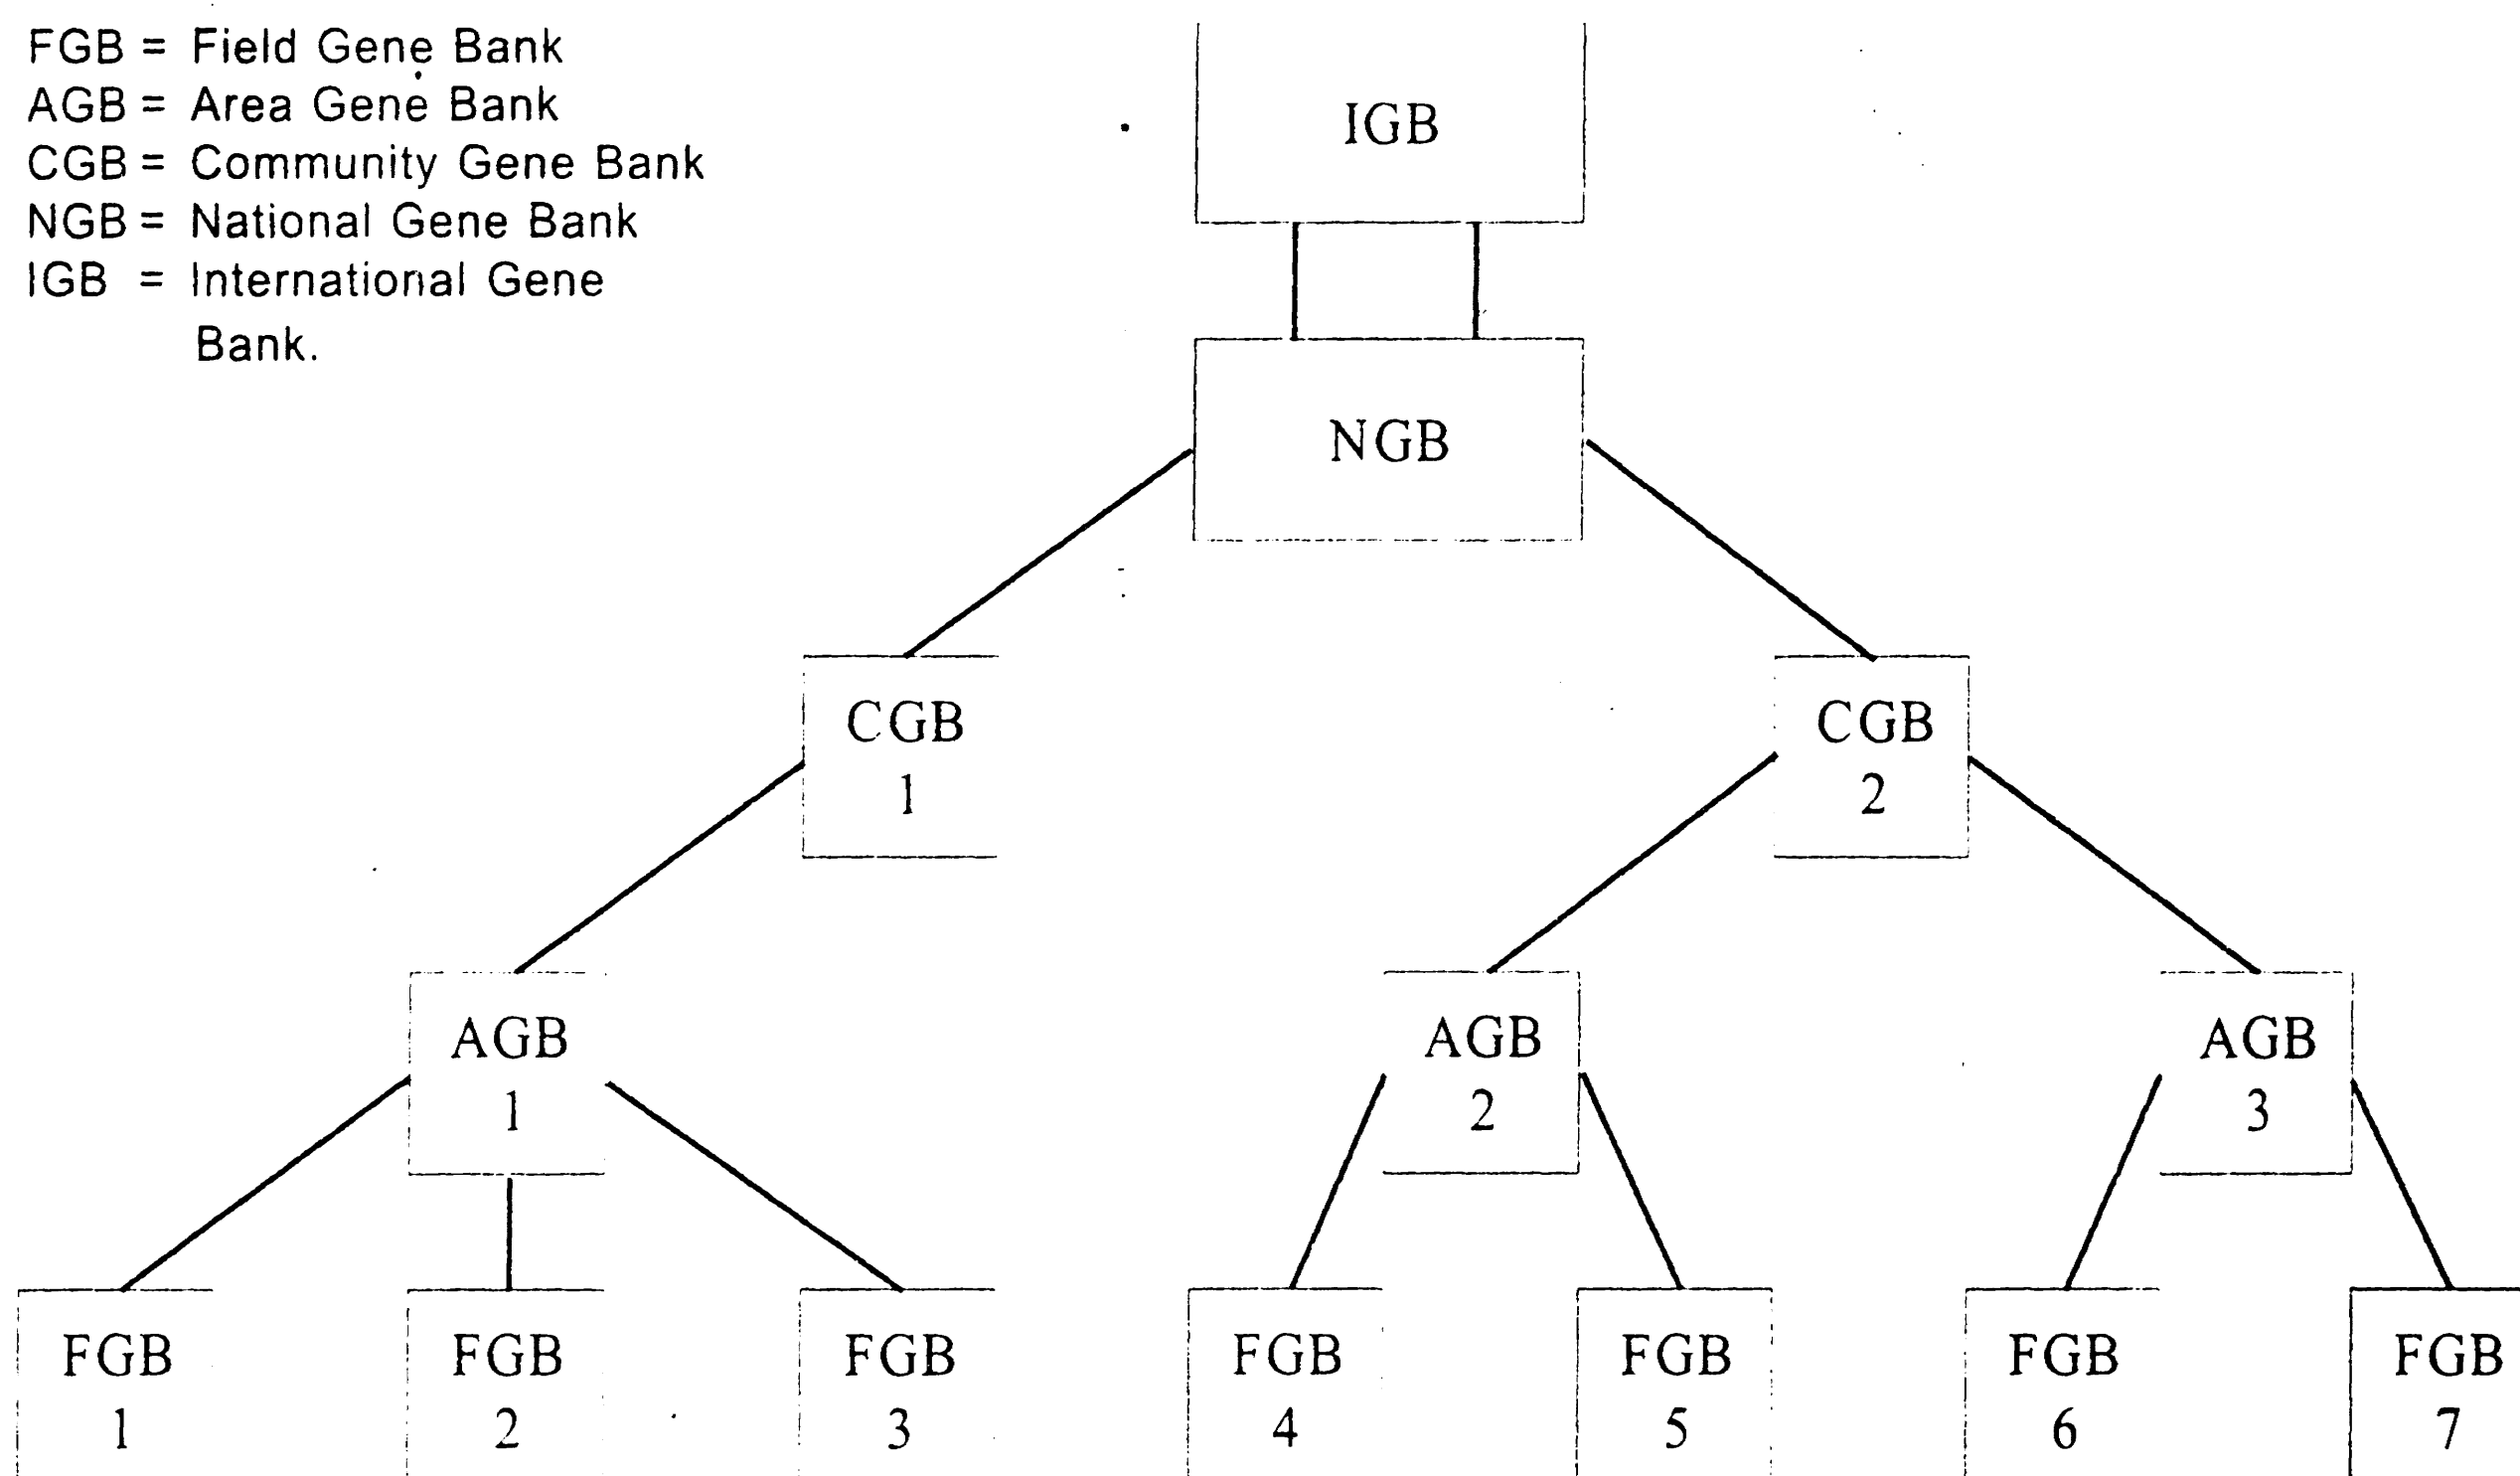 FGB = Field Gene Bank
AGB = Area Gene Bank
CGB = Community Gene Bank
NGB = National Gene Bank
IGB = International Gene
Bank.
IGB
NGB
CGB
1
CGB
2
AGB
1
AGB
2
AGB
3
FGB
1
FGB
2
FGB
3
FGB
4
FGB
5
FGB
6
FGB
7